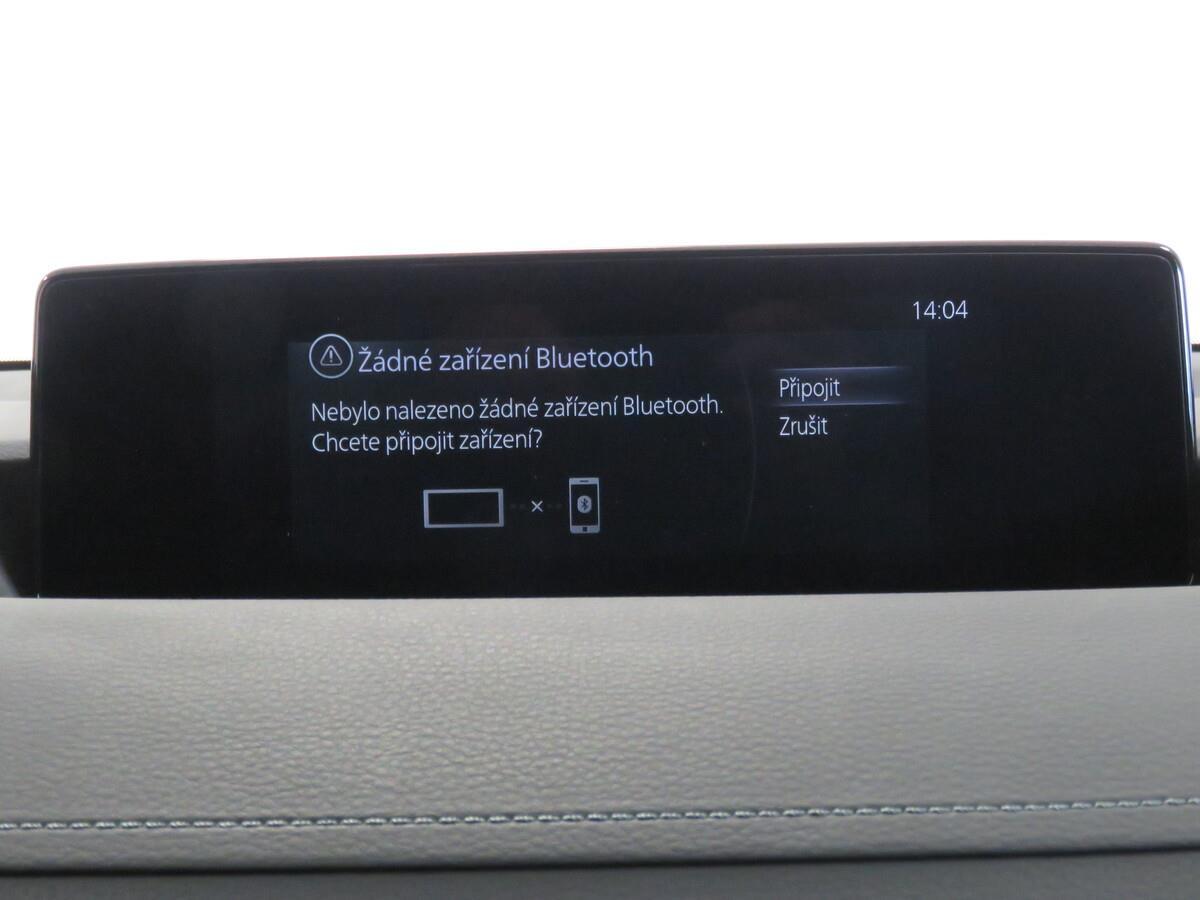 14:04
Žádné zařízení Bluetooth
Nebylo nalezeno žádné zařízení Bluetooth.
Chcete připojit zařízení?
Připojit
Zrušit